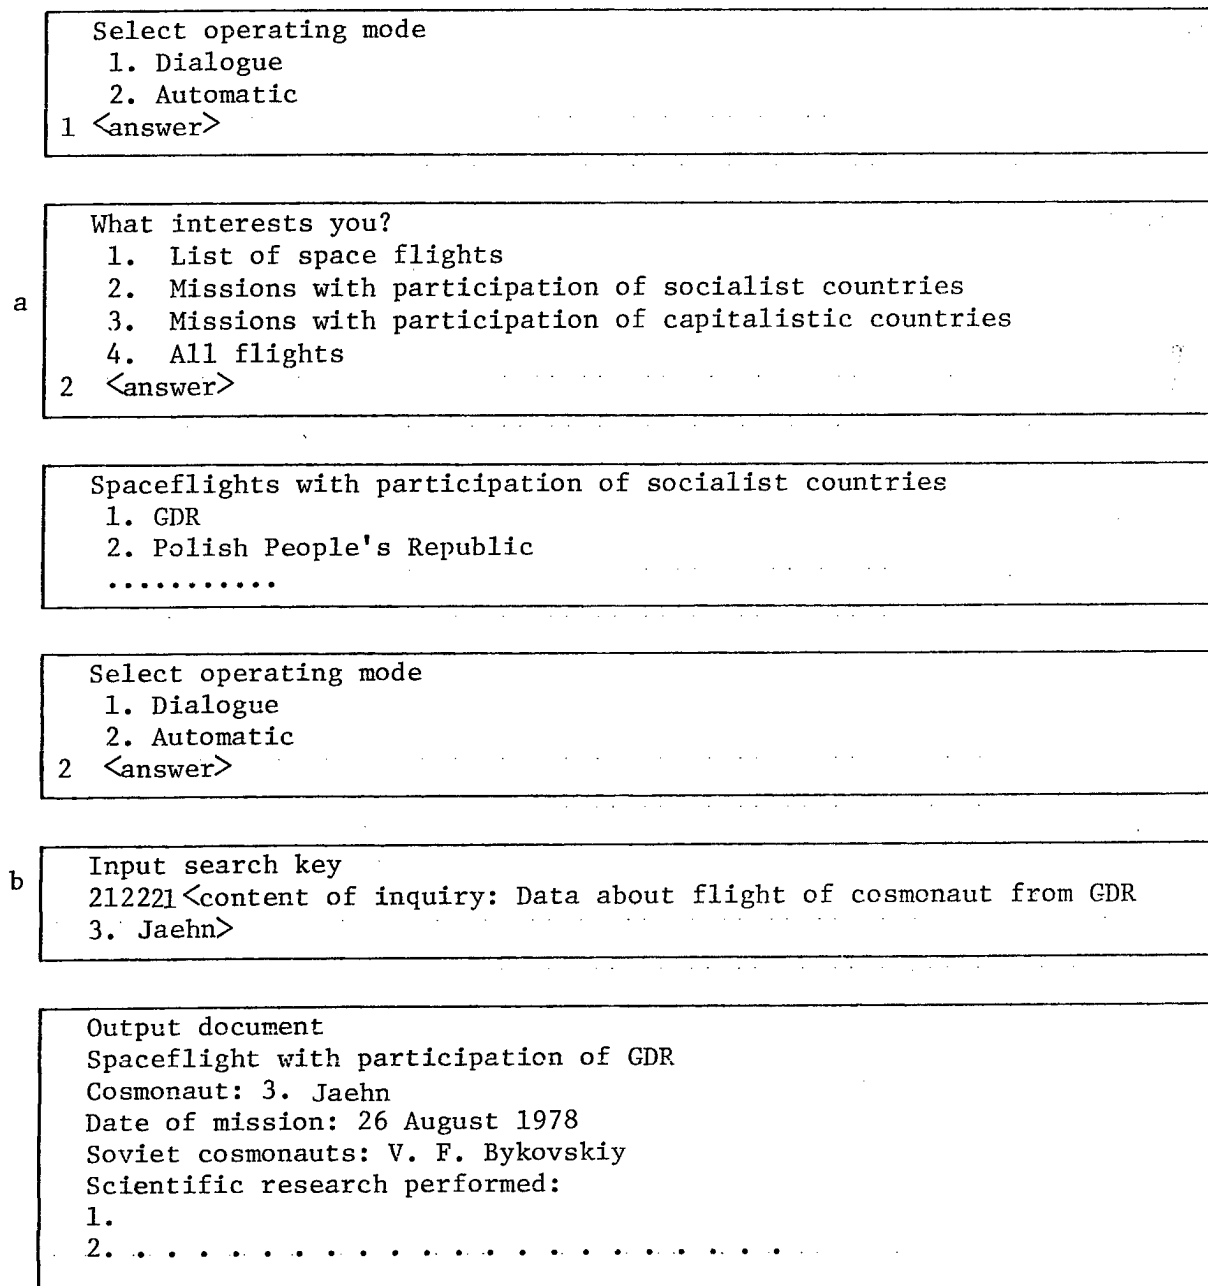 Select operating mode
1. Dialogue
2. Automatic
1 <answer>
What interests you?
1. List of space flights
2. Missions with participation of socialist countries
a
3. Missions with participation of capitalistic countries
4. All flights
2 <answer>
Spaceflights with participation of socialist countries
1. GDR
2. Polish People's Republic
...........
Select operating mode
1. Dialogue
2. Automatic
2 <answer>
Input search key
b
212221<content of inquiry: Data about flight of cosmonaut from GDR
3. Jaehn>
Output document
Spaceflight with participation of GDR
Cosmonaut: 3. Jaehn
Date of mission: 26 August 1978
Soviet cosmonauts: V. F. Bykovskiy
Scientific research performed:
1.
2. . . . . . . . . . . . . . . . . . . . . . .